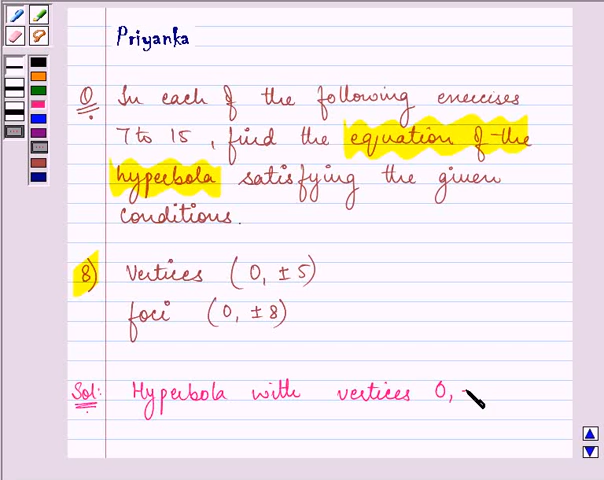 Priyanka
Q In each of the following exercises
7 to 15, find the equation of the
hyperbola satisfying the given
conditions.
8) Vertices (0, ± 5)
foci (0, ± 8)
Sol: Hyperbola with vertices 0, -